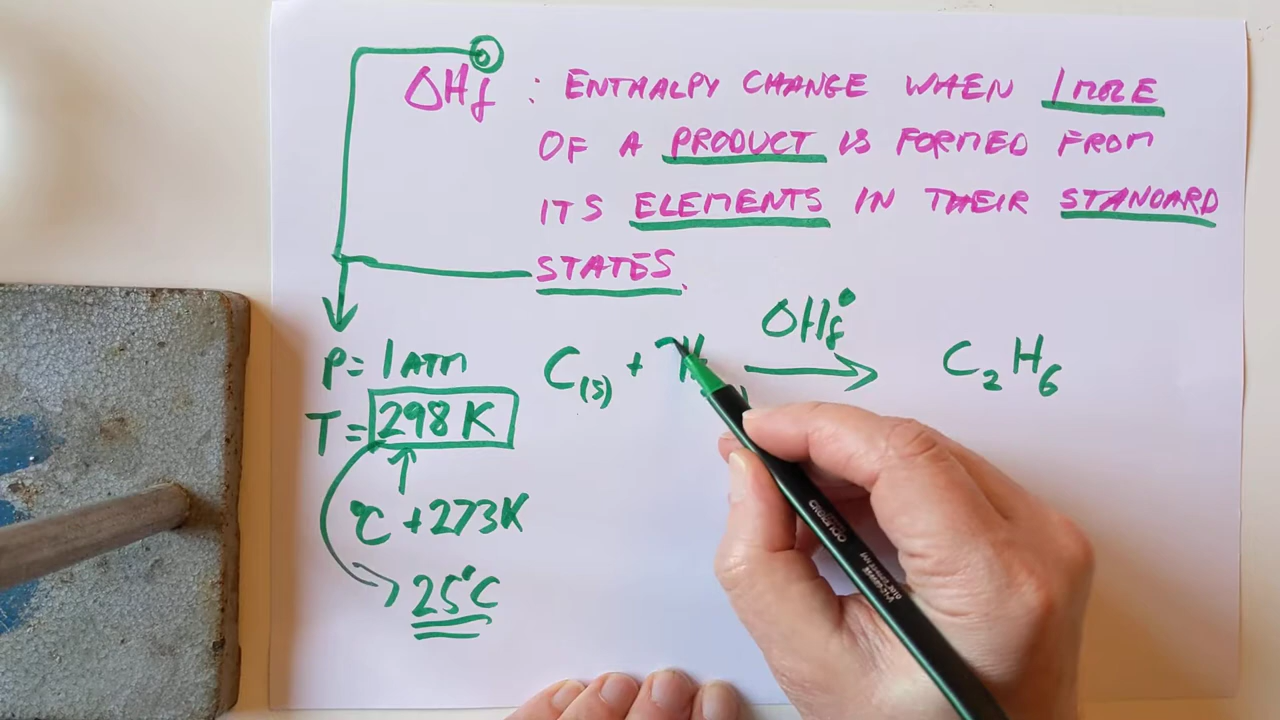 ΔHf° : ENTHALPY CHANGE WHEN 1 MOLE
OF A PRODUCT IS FORMED FROM
ITS ELEMENTS IN THEIR STANDARD
STATES.
P = 1 ATM
T = 298 K
°C + 273K
25°C
C(s) + H
ΔHf°
C2H6